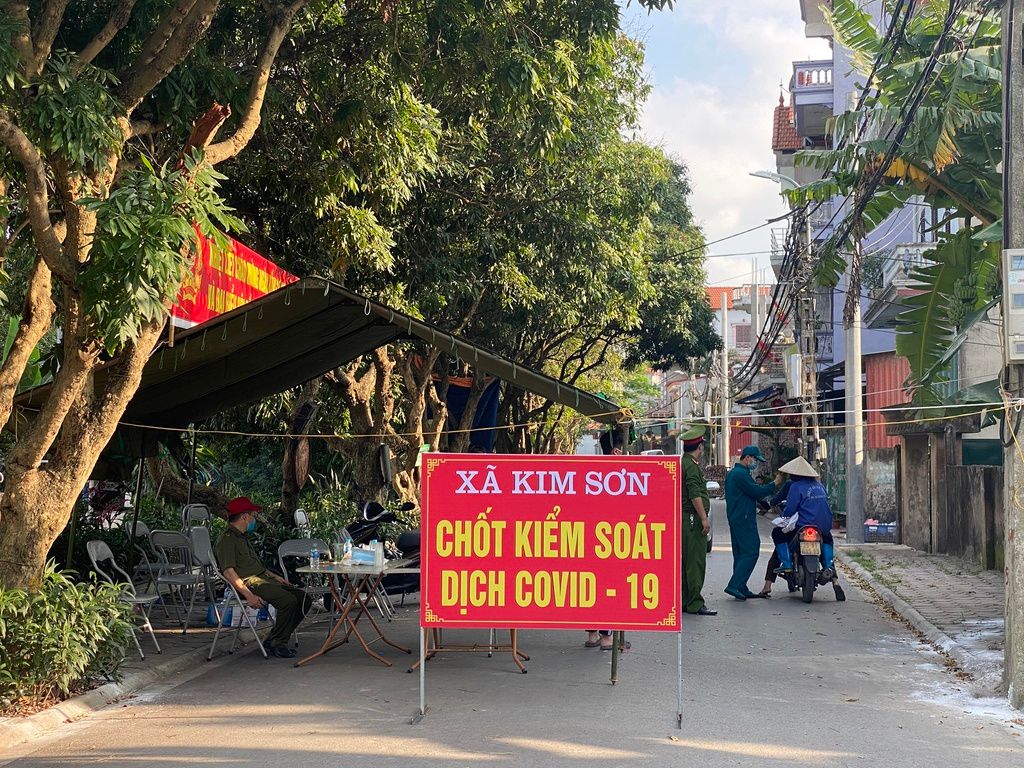 XÃ KIM SƠN
CHỐT KIỂM SOÁT
DỊCH COVID - 19